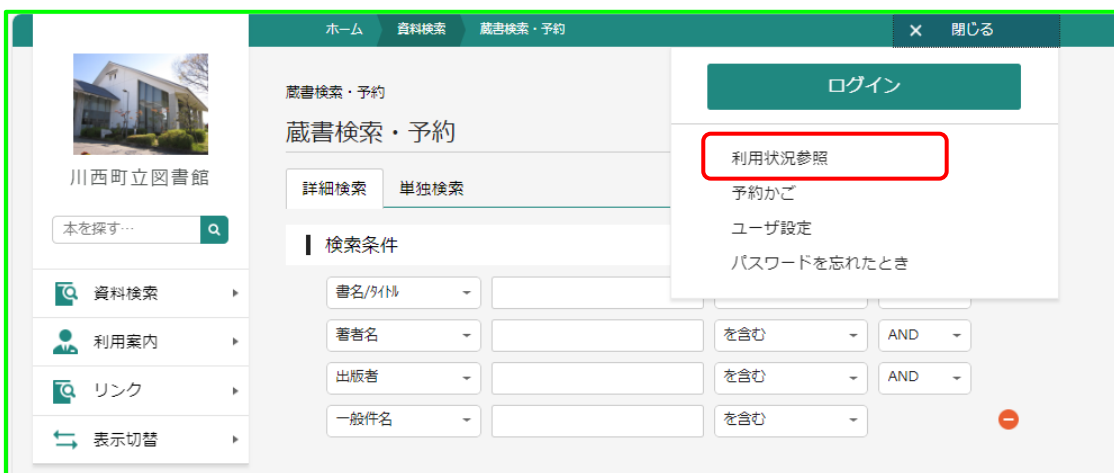 ホーム 資料検索 蔵書検索・予約
× 閉じる
川西町立図書館
本を探す…
資料検索
利用案内
リンク
表示切替
蔵書検索・予約
蔵書検索・予約
詳細検索 単独検索
検索条件
書名/タイトル
著者名 を含む AND
出版者 を含む AND
一般件名 を含む
ログイン
利用状況参照
予約かご
ユーザ設定
パスワードを忘れたとき